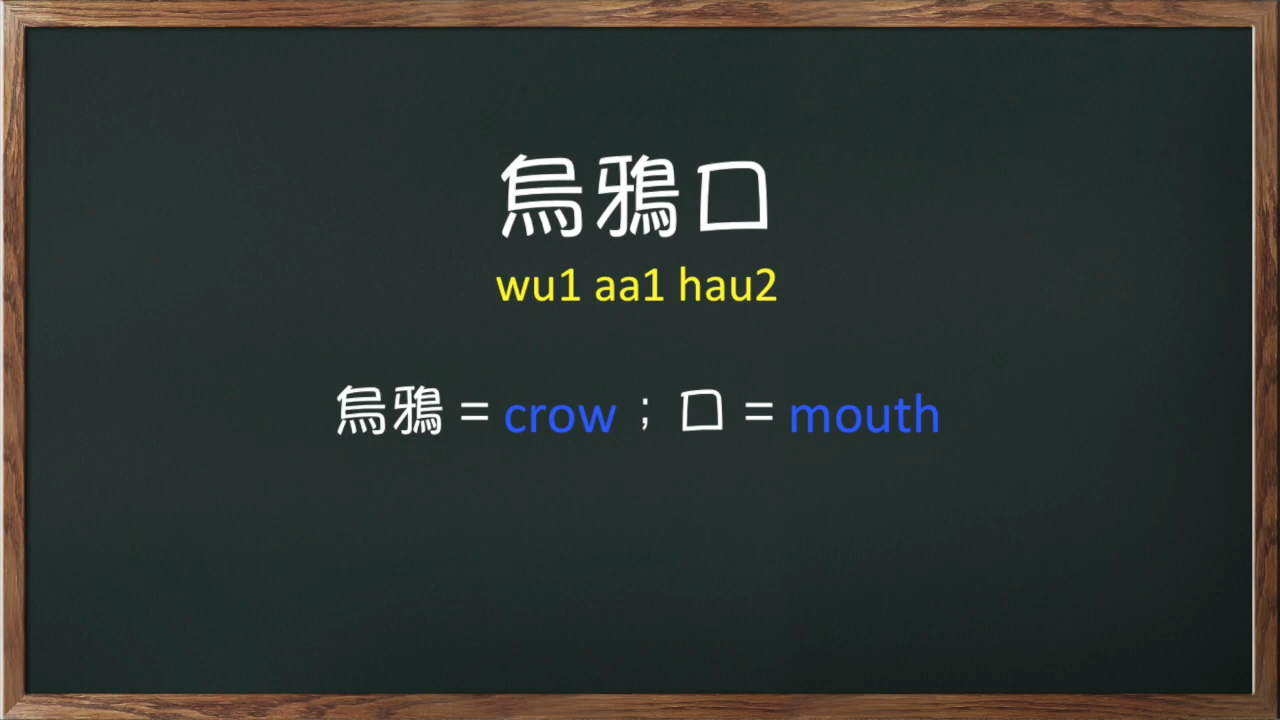 烏鴉口
wu1 aa1 hau2
烏鴉 = crow ; 口 = mouth